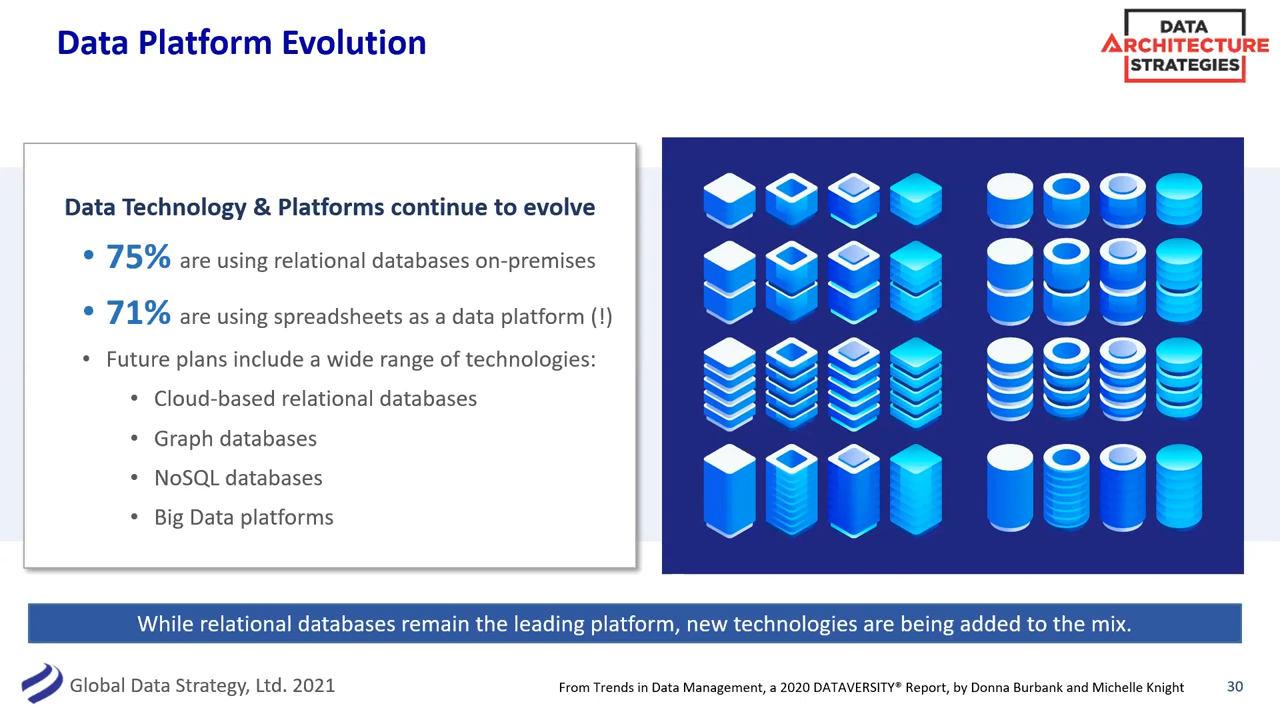 Data Platform Evolution
DATA
ARCHITECTURE
STRATEGIES
Data Technology & Platforms continue to evolve
• 75% are using relational databases on-premises
• 71% are using spreadsheets as a data platform (!)
• Future plans include a wide range of technologies:
• Cloud-based relational databases
• Graph databases
• NoSQL databases
• Big Data platforms
While relational databases remain the leading platform, new technologies are being added to the mix.
Global Data Strategy, Ltd. 2021
From Trends in Data Management, a 2020 DATAVERSITY® Report, by Donna Burbank and Michelle Knight
30